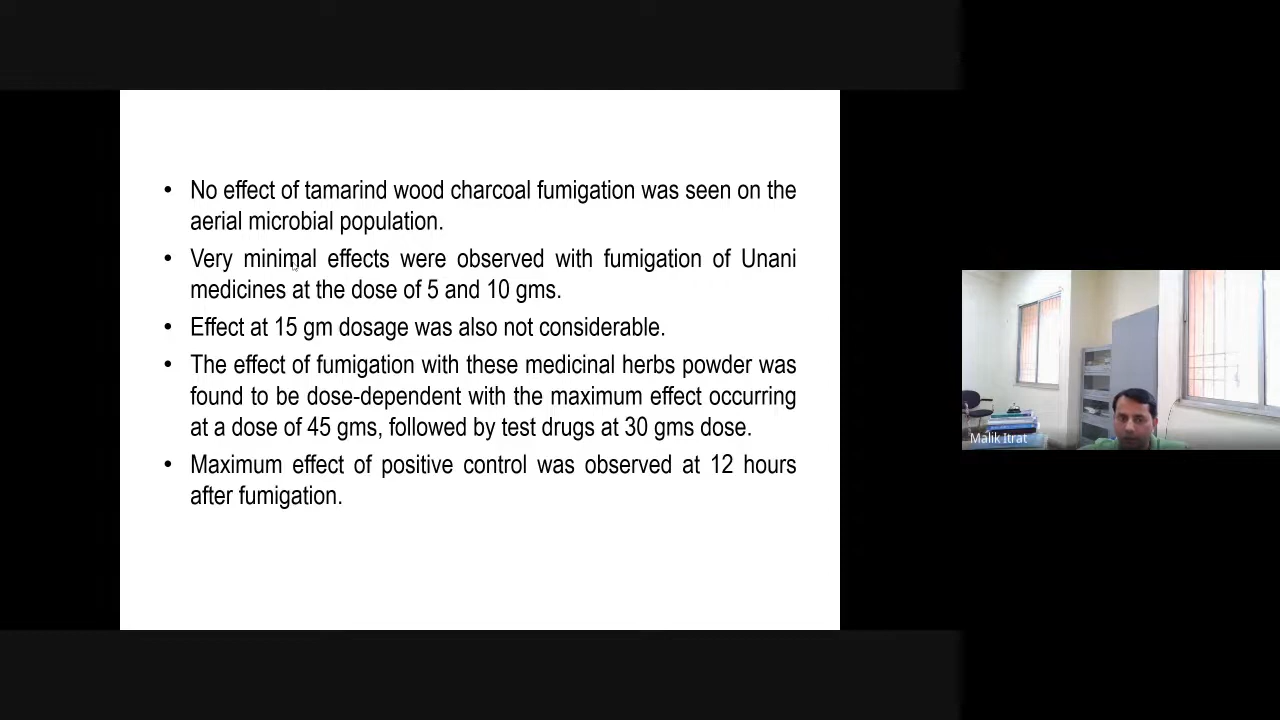 • No effect of tamarind wood charcoal fumigation was seen on the
aerial microbial population.
• Very minimal effects were observed with fumigation of Unani
medicines at the dose of 5 and 10 gms.
• Effect at 15 gm dosage was also not considerable.
• The effect of fumigation with these medicinal herbs powder was
found to be dose-dependent with the maximum effect occurring
at a dose of 45 gms, followed by test drugs at 30 gms dose.
• Maximum effect of positive control was observed at 12 hours
after fumigation.
Malik Itrat